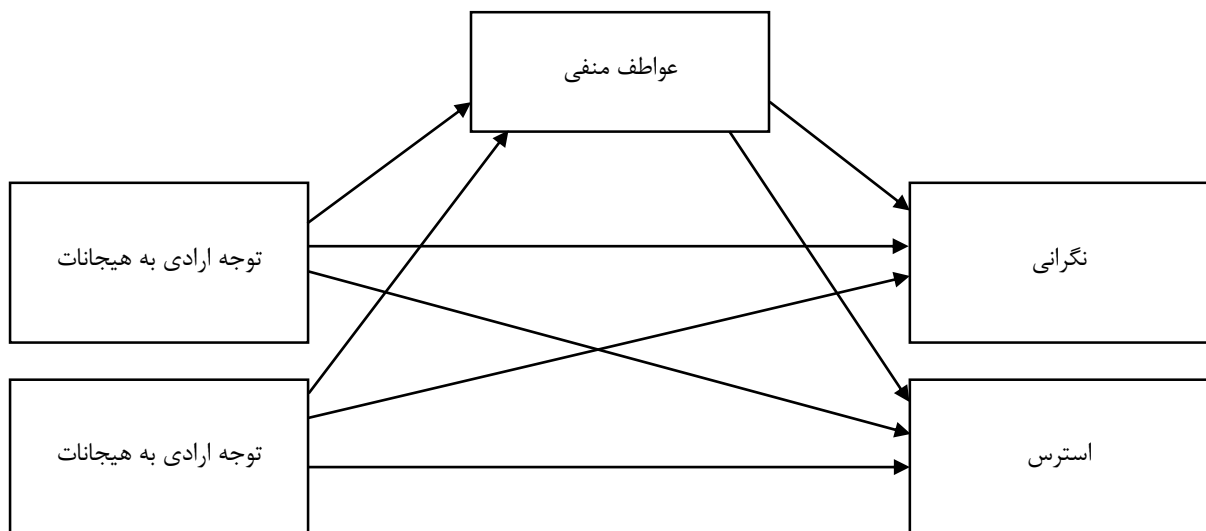 عواطف منفی
توجه ارادی به هیجانات
نگرانی
توجه ارادی به هیجانات
استرس